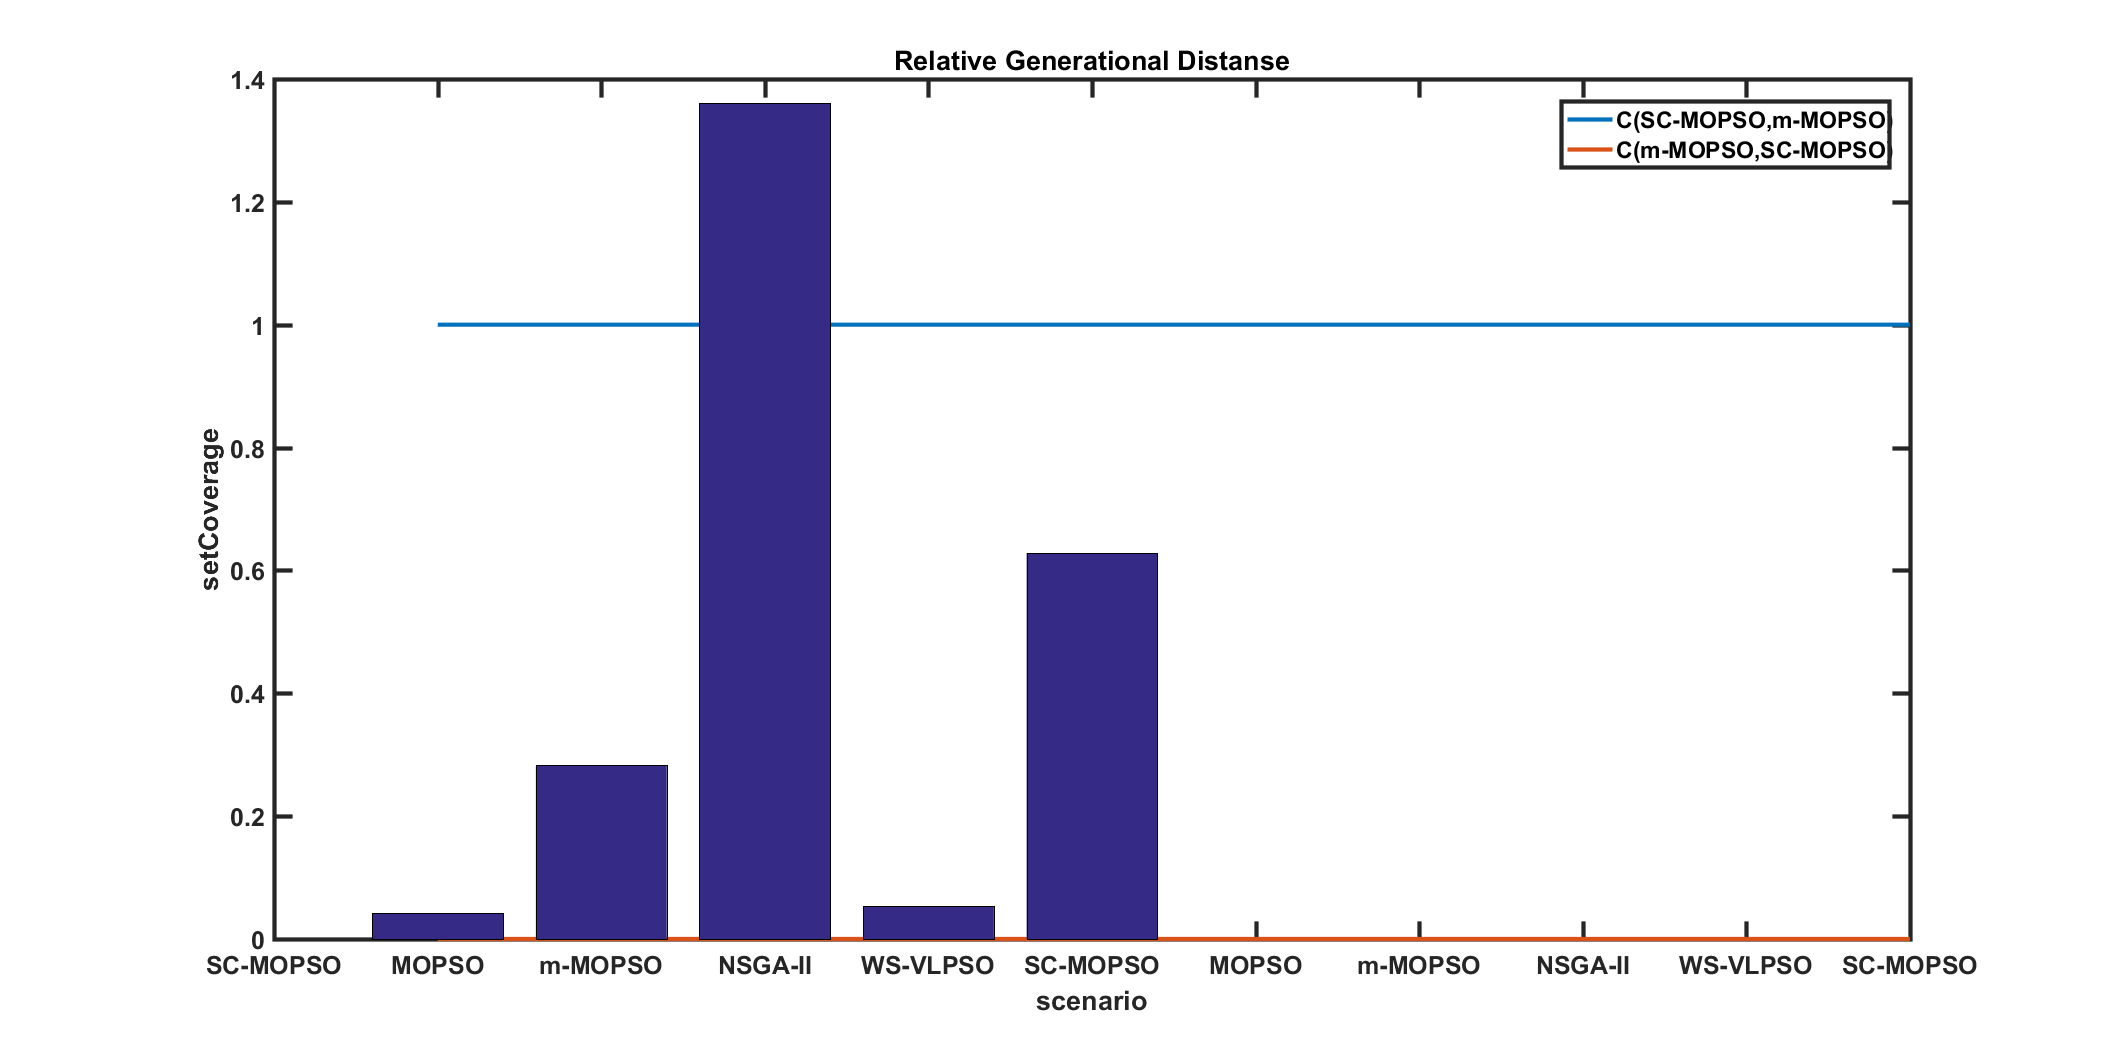 Relative Generational Distanse
1.4
1.2
1
0.8
0.6
0.4
0.2
0
setCoverage
C(SC-MOPSO,m-MOPSO)
C(m-MOPSO,SC-MOPSO)
SC-MOPSO MOPSO m-MOPSO NSGA-II WS-VLPSO SC-MOPSO MOPSO m-MOPSO NSGA-II WS-VLPSO SC-MOPSO
scenario